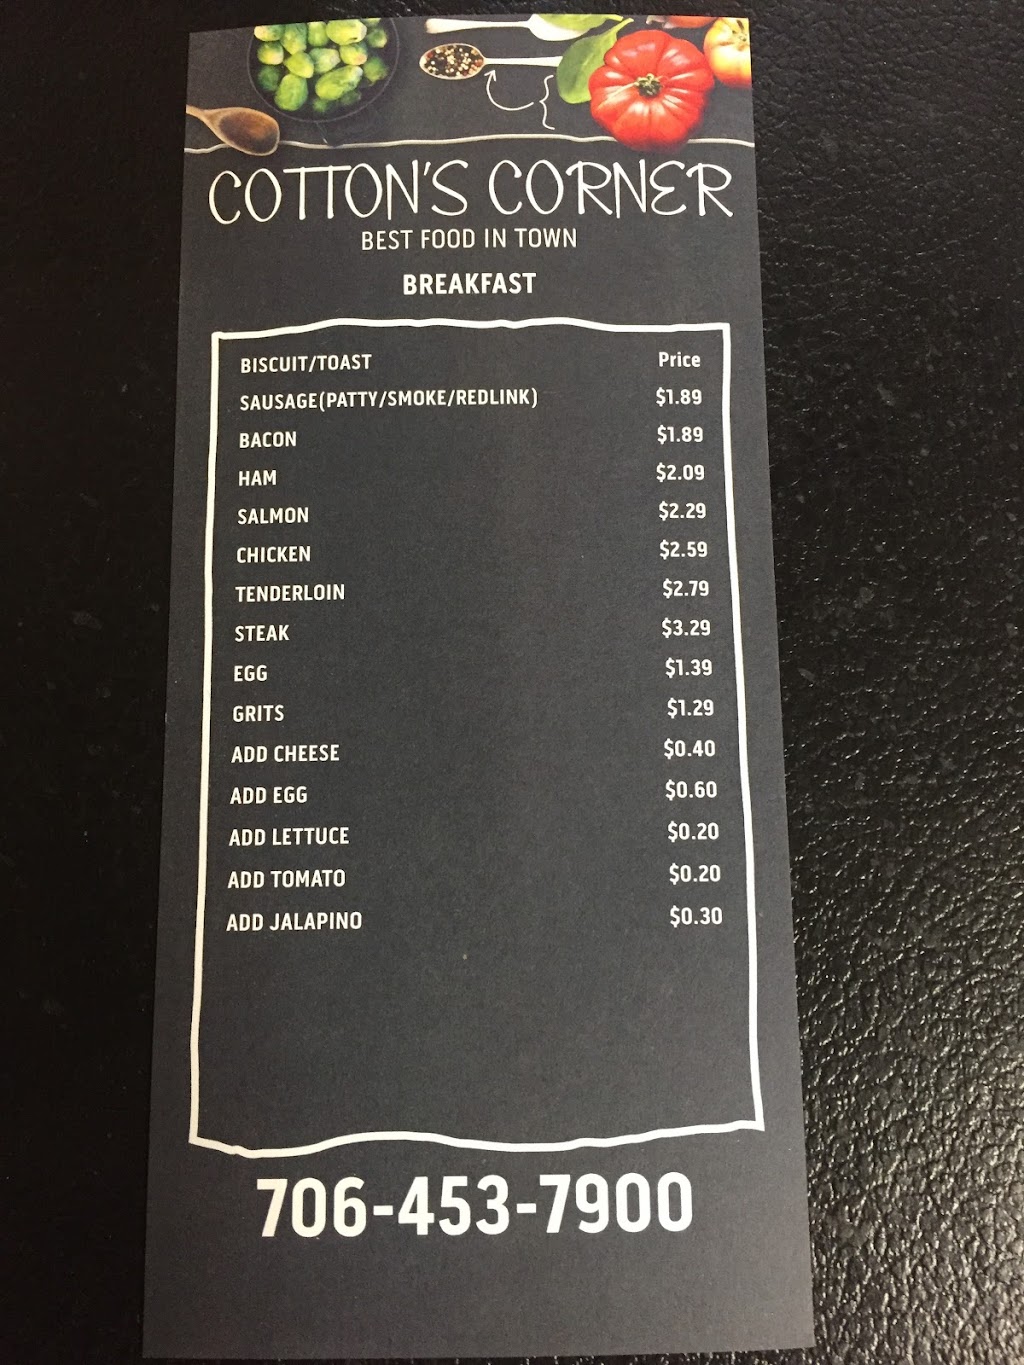 COTTON'S CORNER
BEST FOOD IN TOWN
BREAKFAST
BISCUIT/TOAST Price
SAUSAGE(PATTY/SMOKE/REDLINK) $1.89
BACON $1.89
HAM $2.09
SALMON $2.29
CHICKEN $2.59
TENDERLOIN $2.79
STEAK $3.29
EGG $1.39
GRITS $1.29
ADD CHEESE $0.40
ADD EGG $0.60
ADD LETTUCE $0.20
ADD TOMATO $0.20
ADD JALAPINO $0.30
706-453-7900